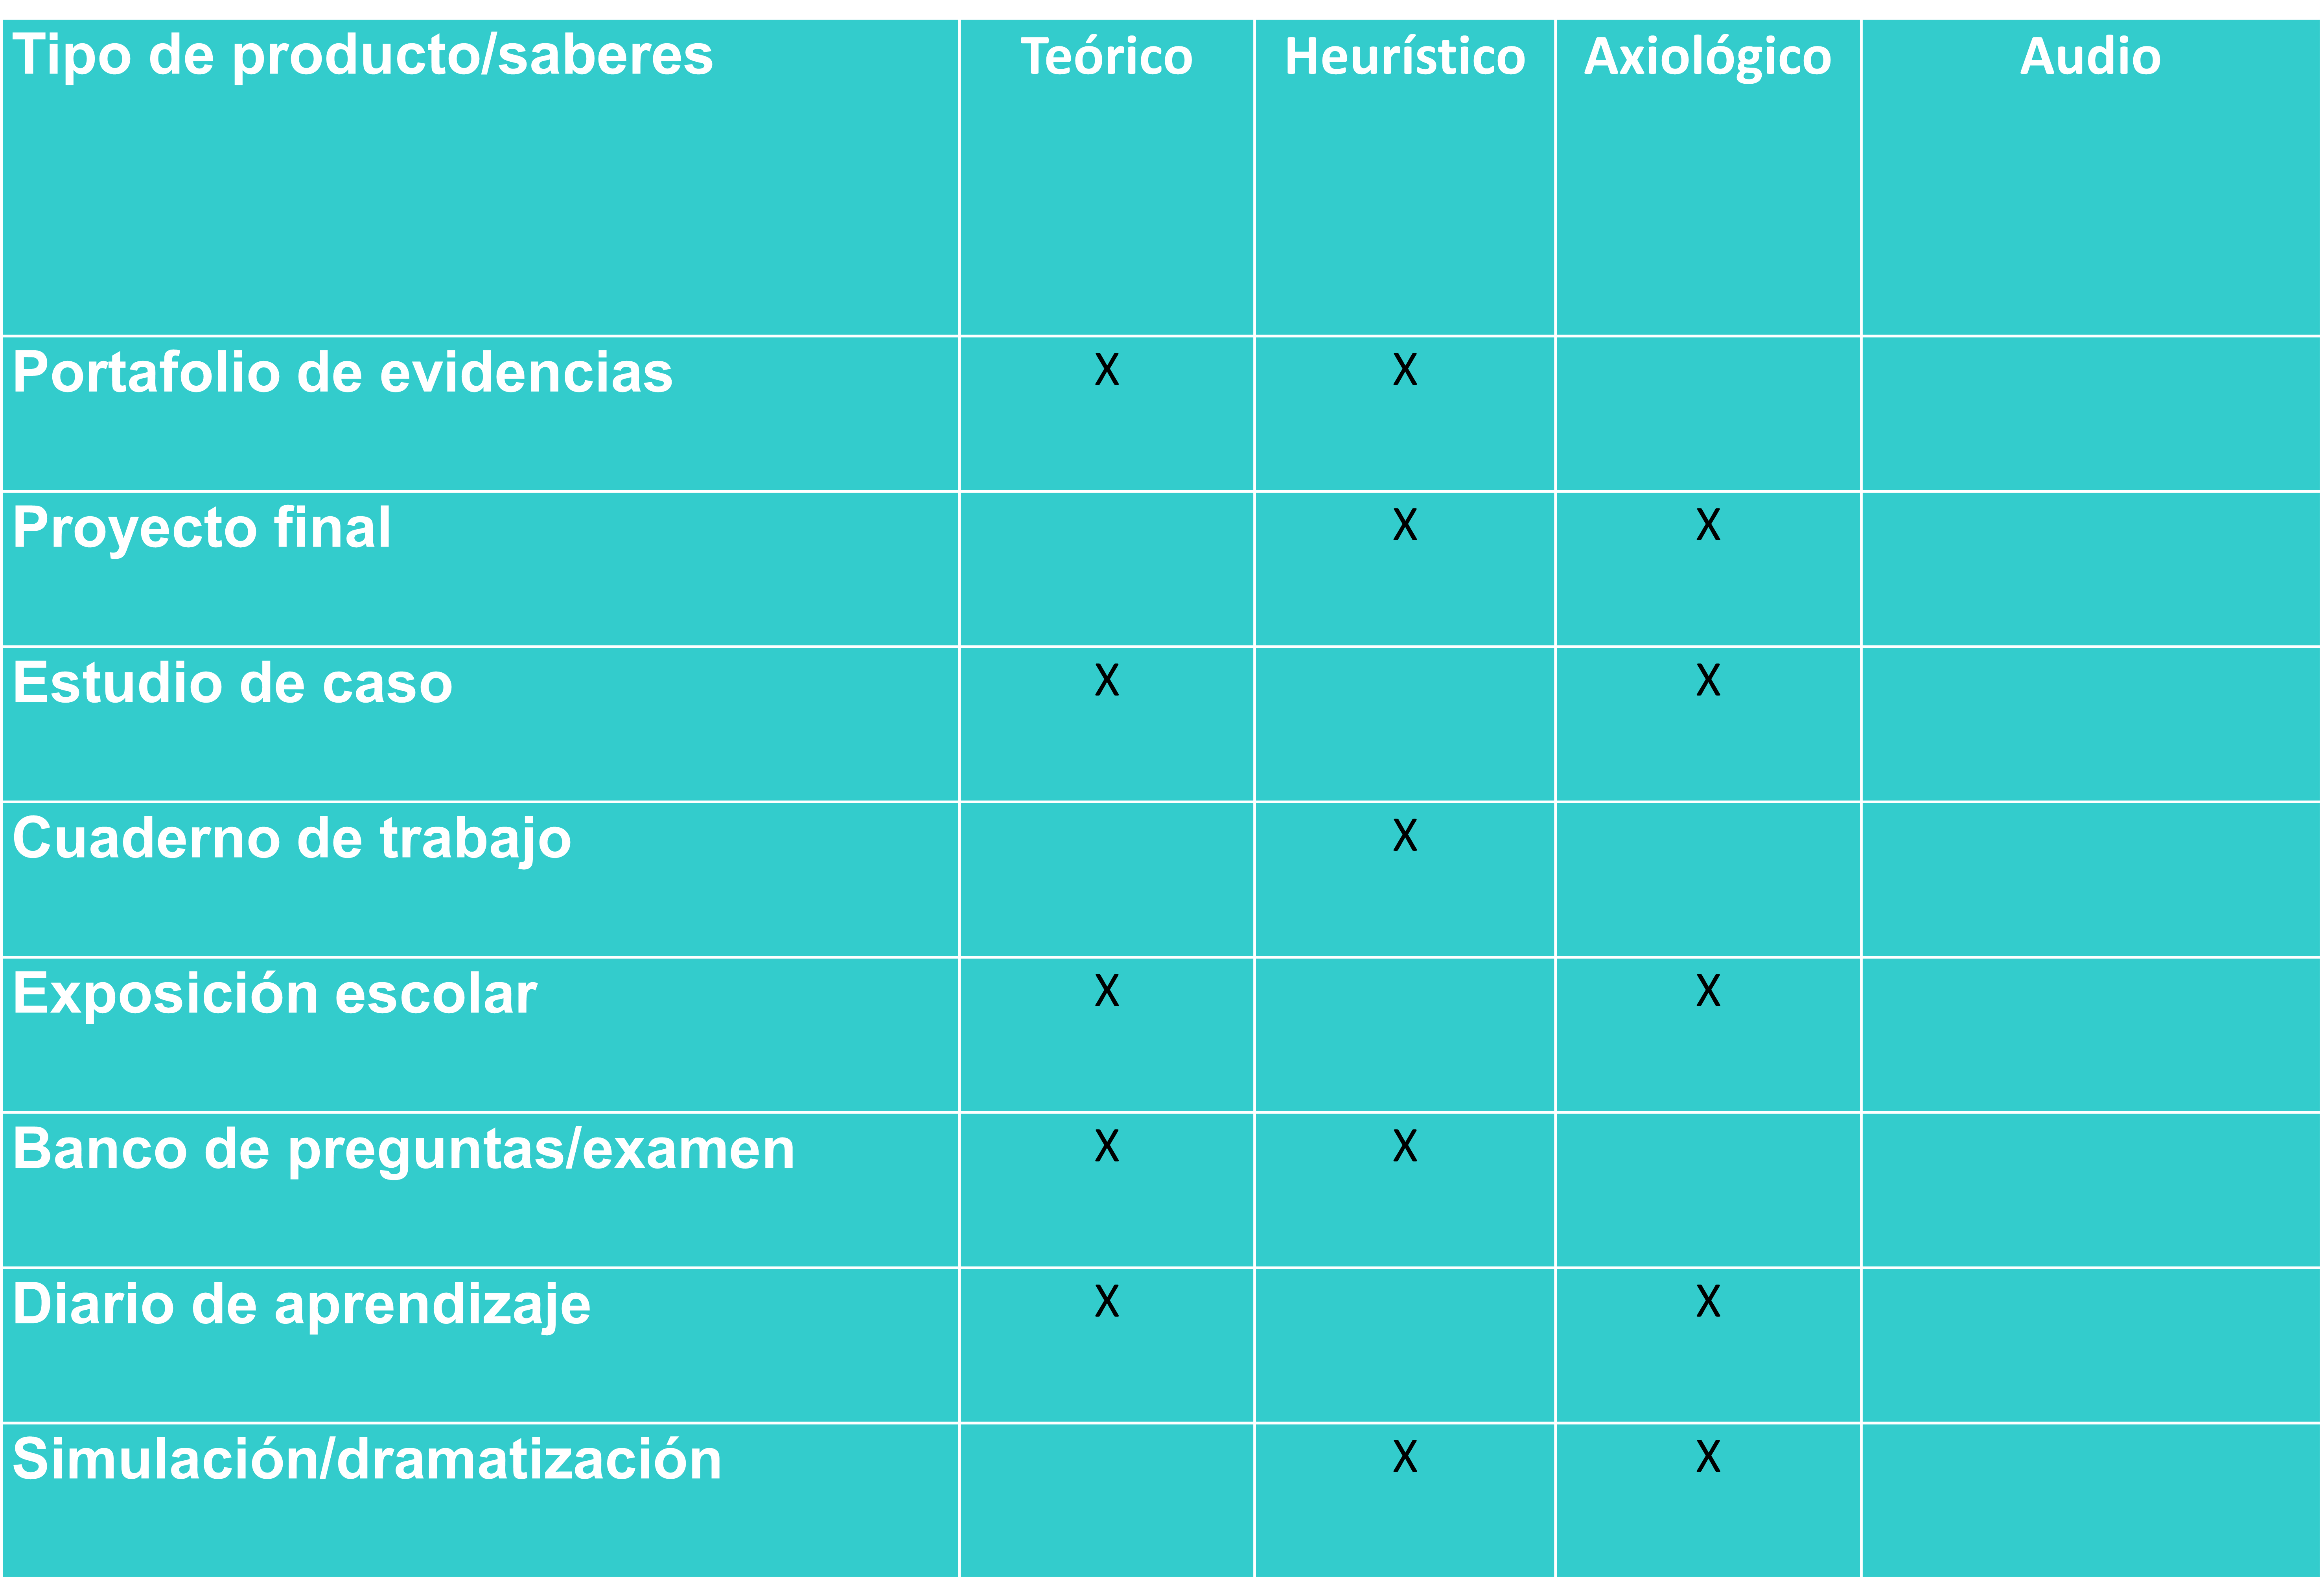 Tipo de producto/saberes Teórico Heurístico Axiológico Audio
Portafolio de evidencias X X
Proyecto final X X
Estudio de caso X X
Cuaderno de trabajo X
Exposición escolar X X
Banco de preguntas/examen X X
Diario de aprendizaje X X
Simulación/dramatización X X